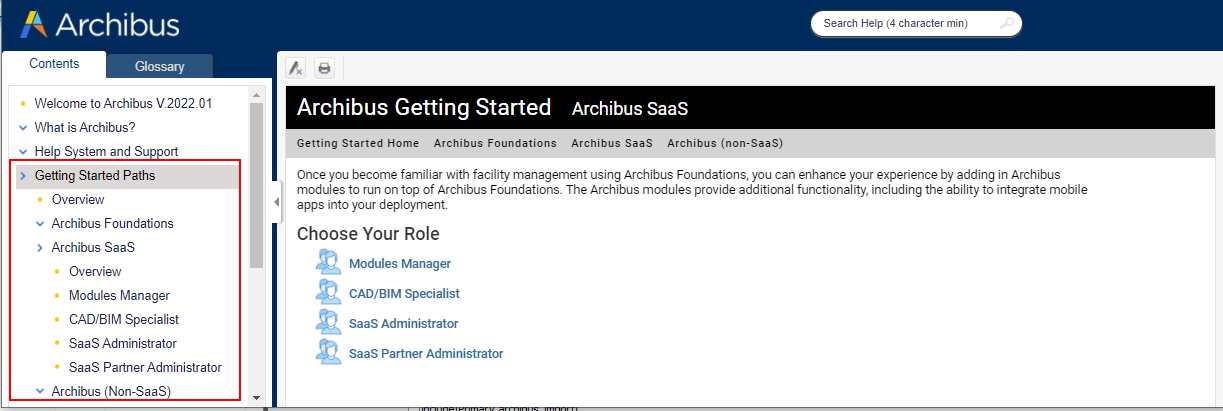 Archibus
Search Help (4 character min)
Contents
Glossary
Welcome to Archibus V.2022.01
What is Archibus?
Help System and Support
Getting Started Paths
Overview
Archibus Foundations
Archibus SaaS
Overview
Modules Manager
CAD/BIM Specialist
SaaS Administrator
SaaS Partner Administrator
Archibus (Non-SaaS)
Archibus Getting Started Archibus SaaS
Getting Started Home Archibus Foundations Archibus SaaS Archibus (non-SaaS)
Once you become familiar with facility management using Archibus Foundations, you can enhance your experience by adding in Archibus
modules to run on top of Archibus Foundations. The Archibus modules provide additional functionality, including the ability to integrate mobile
apps into your deployment.
Choose Your Role
Modules Manager
CAD/BIM Specialist
SaaS Administrator
SaaS Partner Administrator